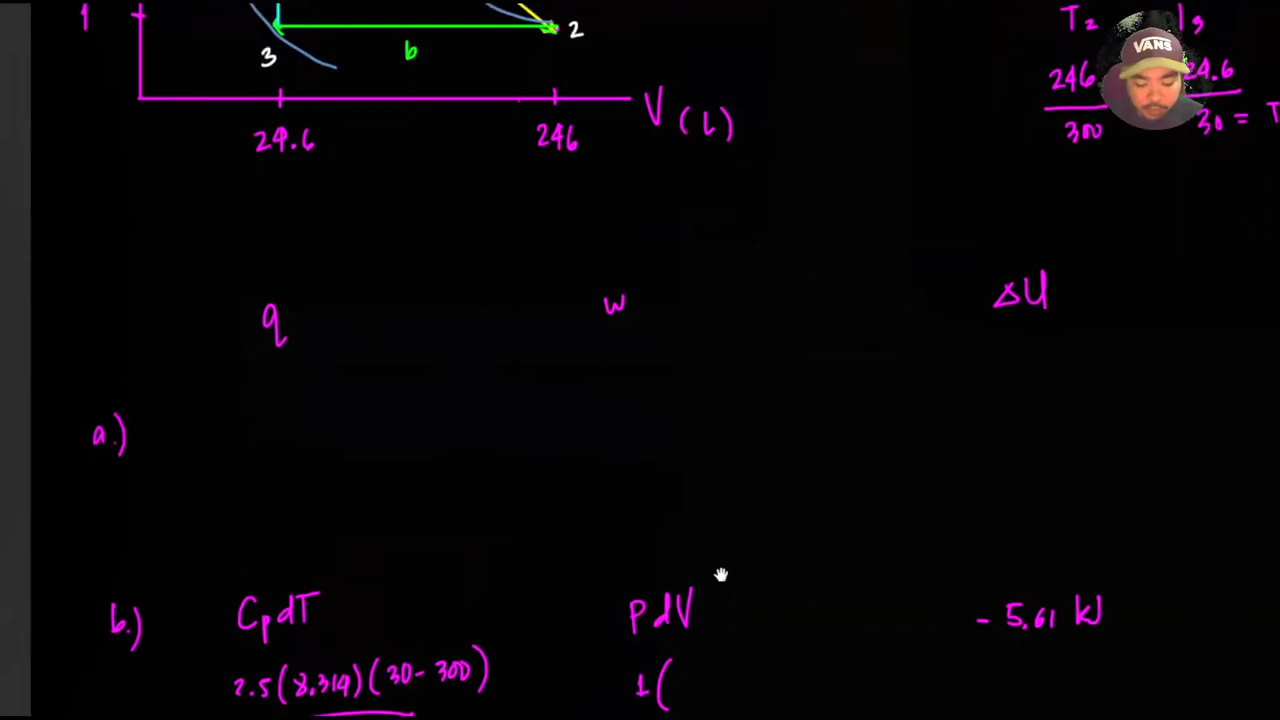 1
2
3
b
V (L)
24.6
246
T2
3
246
24.6
300
30 = T
VANS
q
w
ΔU
a.)
b.)
CpdT
PdV
- 5.61 kJ
2.5(8.314)(30-300)
1(